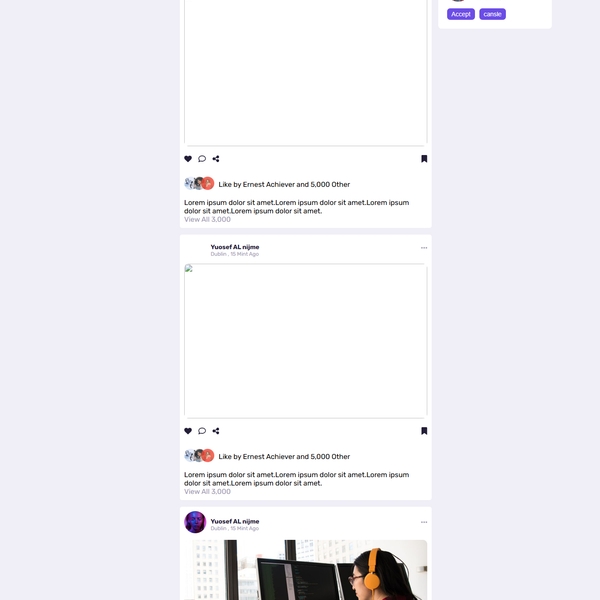 Accept cansle
Like by Ernest Achiever and 5,000 Other
Lorem ipsum dolor sit amet.Lorem ipsum dolor sit amet.Lorem ipsum
dolor sit amet.Lorem ipsum dolor sit amet.
View All 3,000
Yuosef AL nijme
Dublin . 15 Mint Ago
Like by Ernest Achiever and 5,000 Other
Lorem ipsum dolor sit amet.Lorem ipsum dolor sit amet.Lorem ipsum
dolor sit amet.Lorem ipsum dolor sit amet.
View All 3,000
Yuosef AL nijme
Dublin . 15 Mint Ago